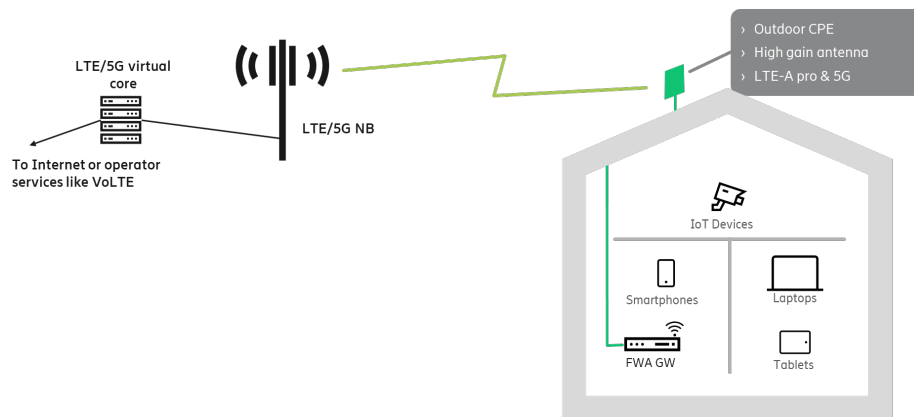 LTE/5G virtual
core
To Internet or operator
services like VoLTE
LTE/5G NB
› Outdoor CPE
› High gain antenna
› LTE-A pro & 5G
IoT Devices
Smartphones
Laptops
FWA GW
Tablets